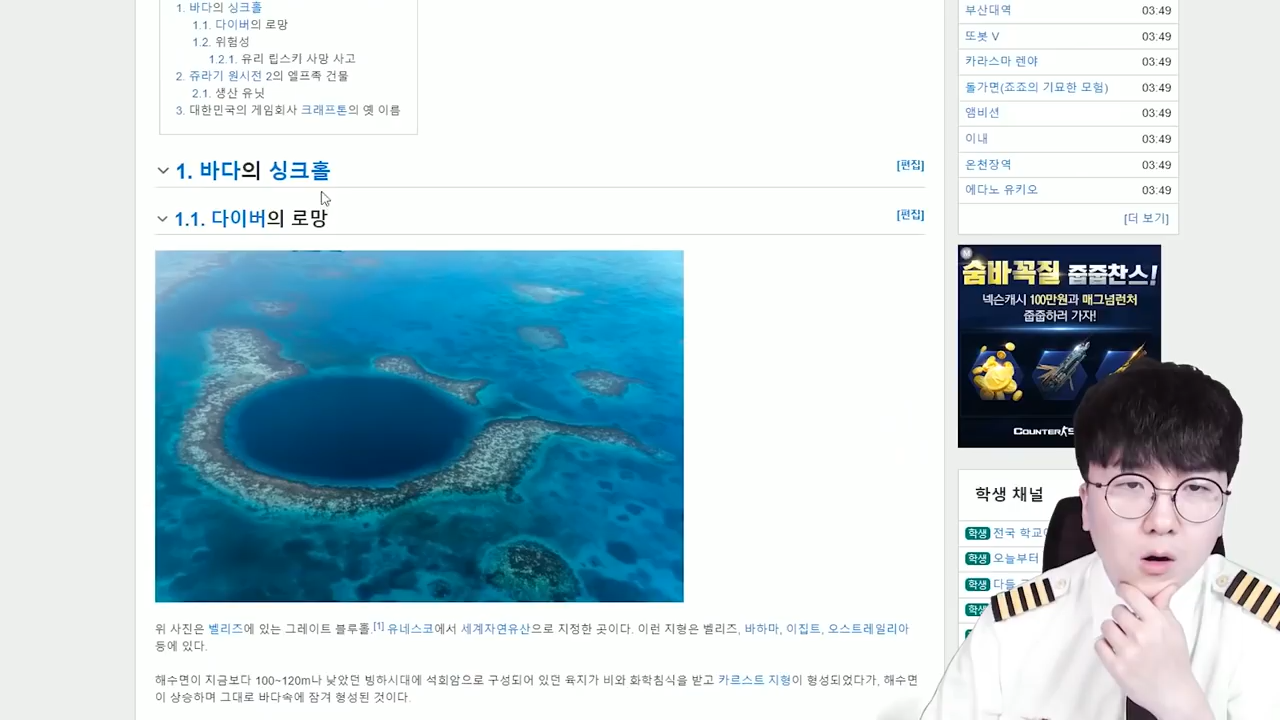 1. 바다의 싱크홀
1.1. 다이버의 로망
1.2. 위험성
1.2.1. 유리 립스키 사망 사고
2. 쥬라기 원시전 2의 엘프족 건물
2.1. 생산 유닛
3. 대한민국의 게임회사 크래프톤의 옛 이름
1. 바다의 싱크홀
[편집]
1.1. 다이버의 로망
[편집]
위 사진은 벨리즈에 있는 그레이트 블루홀.[1] 유네스코에서 세계자연유산으로 지정한 곳이다. 이런 지형은 벨리즈, 바하마, 이집트, 오스트레일리아
등에 있다.
해수면이 지금보다 100~120m나 낮았던 빙하시대에 석회암으로 구성되어 있던 육지가 비와 화학침식을 받고 카르스트 지형이 형성되었다가, 해수면
이 상승하며 그대로 바다속에 잠겨 형성된 것이다.
부산대역 03:49
또봇 V 03:49
카라스마 렌야 03:49
돌가면(죠죠의 기묘한 모험) 03:49
앰비션 03:49
이내 03:49
온천장역 03:49
에다노 유키오 03:49
[더 보기]
M
숨바꼭질 줍줍찬스!
넥슨캐시 100만원과 매그넘런처
줍줍하러 가자!
학생 채널
학생 전국
학생 오늘부터
학생 다들